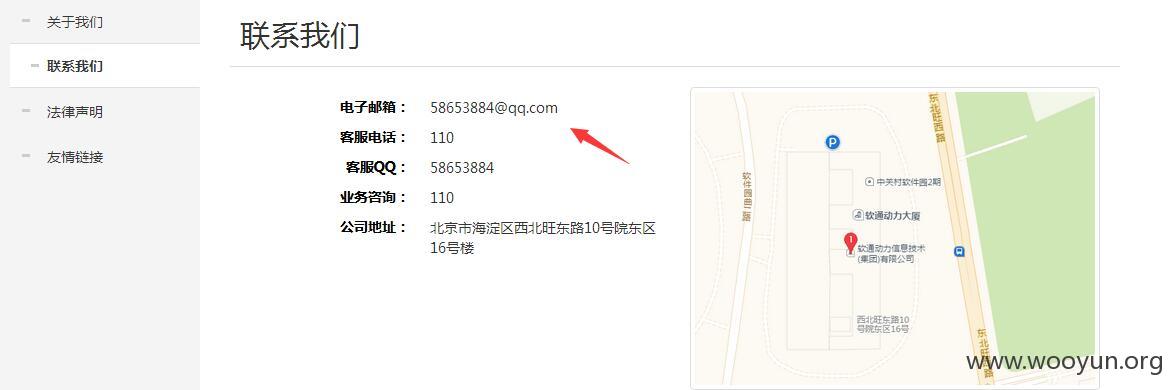 关于我们
联系我们
法律声明
友情链接
联系我们
电子邮箱： 58653884@qq.com
客服电话： 110
客服QQ： 58653884
业务咨询： 110
公司地址： 北京市海淀区西北旺东路10号院东区
16号楼
东北旺西路
P
软件园西二路
中关村软件园2期
软通动力大厦
1
软通动力信息技术
(集团)有限公司
西北旺东路10
号院东区16号
东北旺
www.wooyun.org